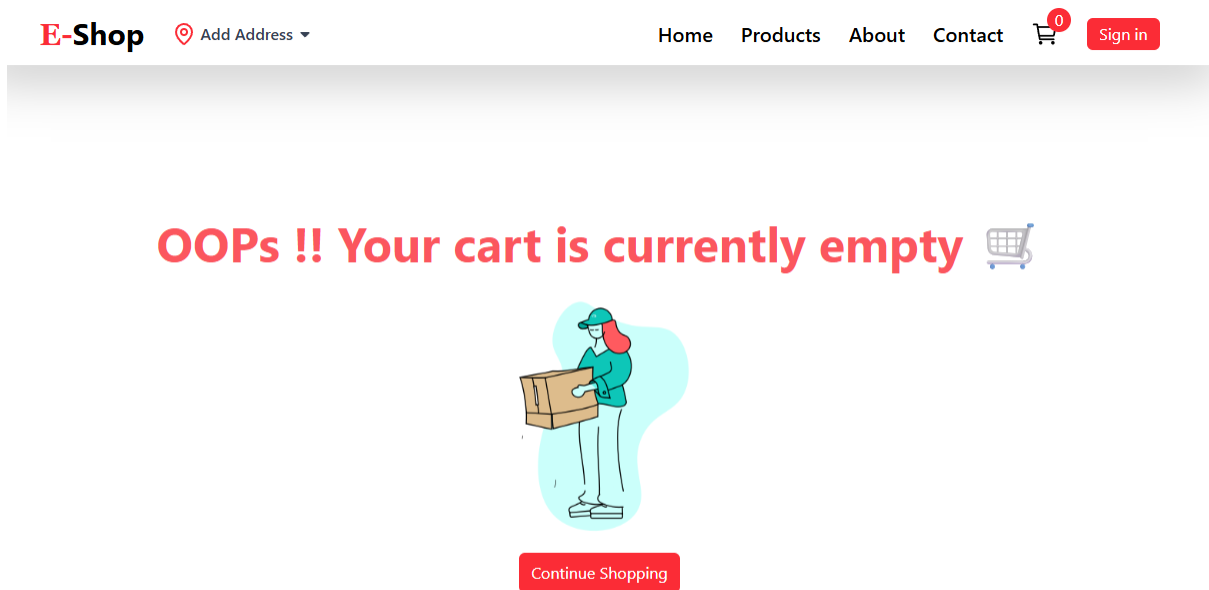 E-Shop Add Address Home Products About Contact 0 Sign in
OOPs !! Your cart is currently empty 🛒
Continue Shopping